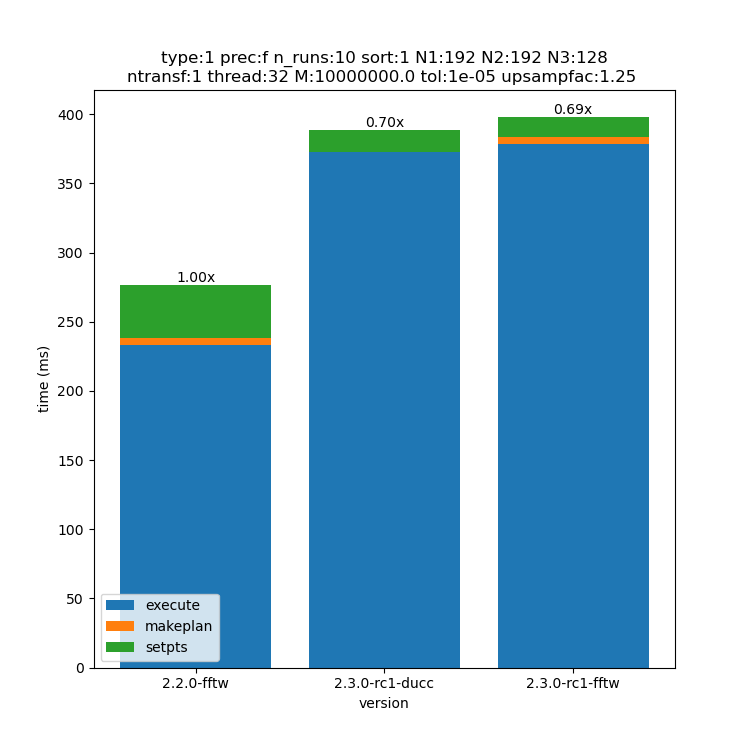 type:1 prec:f n_runs:10 sort:1 N1:192 N2:192 N3:128
ntransf:1 thread:32 M:10000000.0 tol:1e-05 upsampfac:1.25
400
350
300
250
200
150
100
50
0
time (ms)
1.00x
0.70x
0.69x
execute
makeplan
setpts
2.2.0-fftw
2.3.0-rc1-ducc
2.3.0-rc1-fftw
version